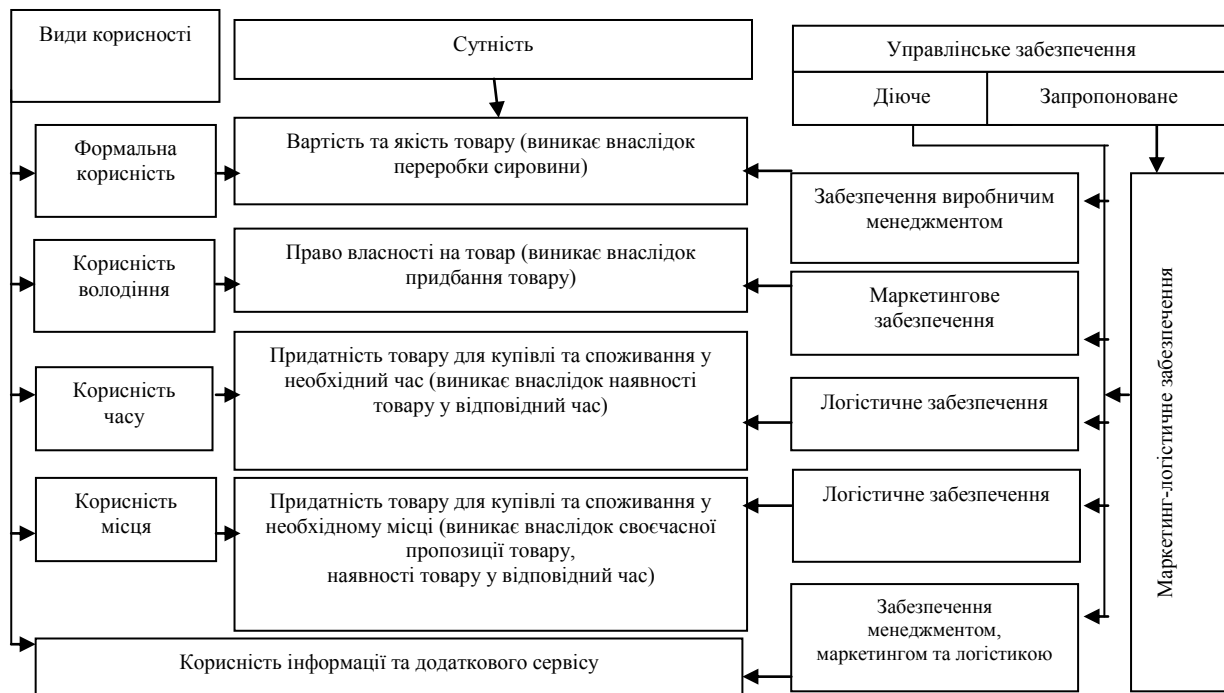 Види корисності
Сутність
Управлінське забезпечення
Діюче
Запропоноване
Формальна
корисність
Вартість та якість товару (виникає внаслідок
переробки сировини)
Забезпечення виробничим
менеджментом
Корисність
володіння
Право власності на товар (виникає внаслідок
придбання товару)
Маркетингове
забезпечення
Корисність
часу
Придатність товару для купівлі та споживання у
необхідний час (виникає внаслідок наявності
товару у відповідний час)
Логістичне забезпечення
Корисність
місця
Придатність товару для купівлі та споживання у
необхідному місці (виникає внаслідок своєчасної
пропозиції товару,
наявності товару у відповідний час)
Логістичне забезпечення
Забезпечення
менеджментом,
маркетингом та логістикою
Корисність інформації та додаткового сервісу
Маркетинг-логістичне забезпечення